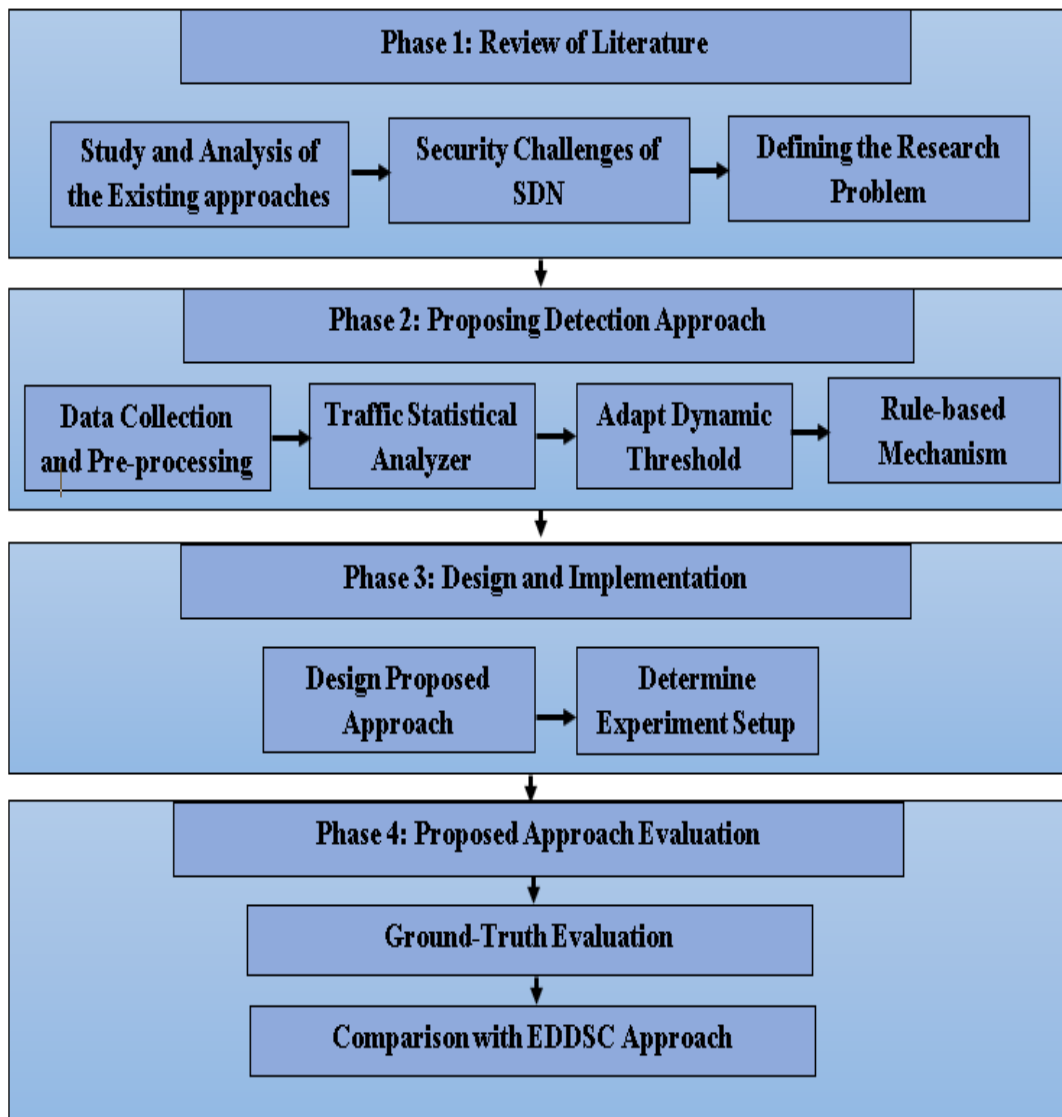 Phase 1: Review of Literature
Study and Analysis of
the Existing approaches
Security Challenges of
SDN
Defining the Research
Problem
Phase 2: Proposing Detection Approach
Data Collection
and Pre-processing
Traffic Statistical
Analyzer
Adapt Dynamic
Threshold
Rule-based
Mechanism
Phase 3: Design and Implementation
Design Proposed
Approach
Determine
Experiment Setup
Phase 4: Proposed Approach Evaluation
Ground-Truth Evaluation
Comparison with EDDSC Approach